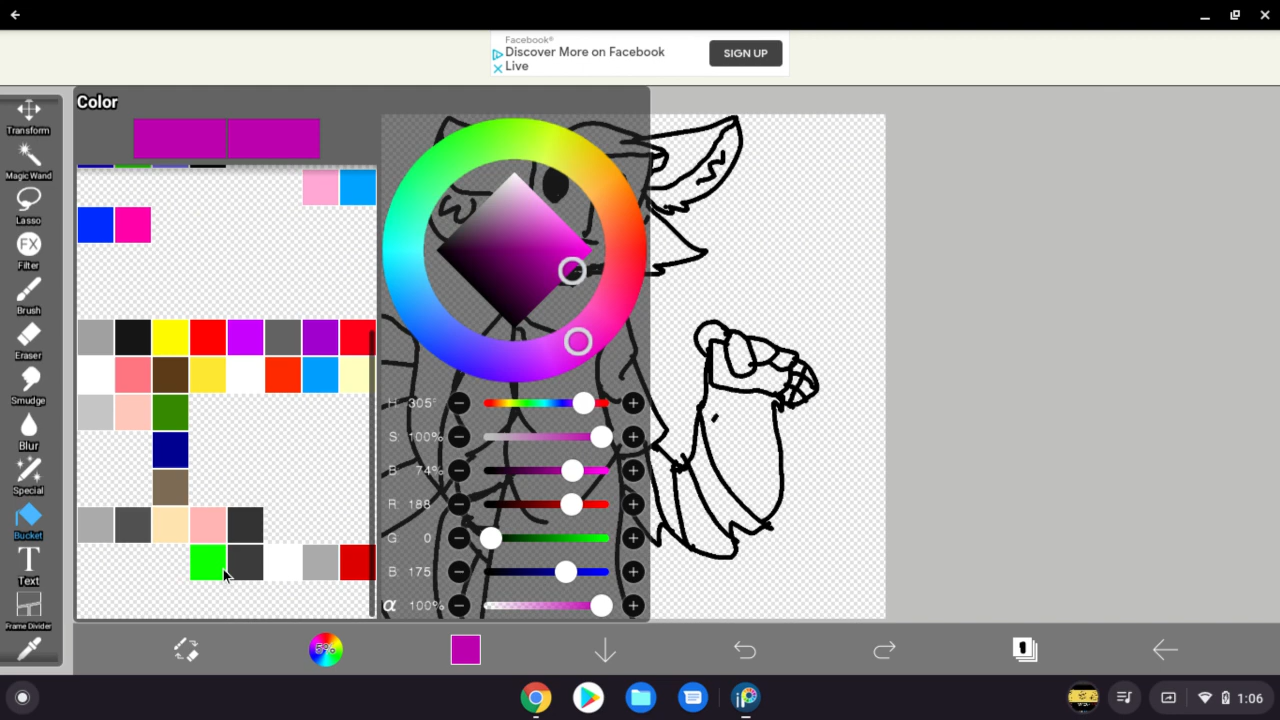 Facebook®
Discover More on Facebook
Live
SIGN UP
Color
Transform
Magic Wand
Lasso
FX
Filter
Brush
Eraser
Smudge
Blur
Special
Bucket
T
Text
Frame Divider
H 305°
S 100%
B 74%
R 188
G 0
B 175
α 100%
1:06